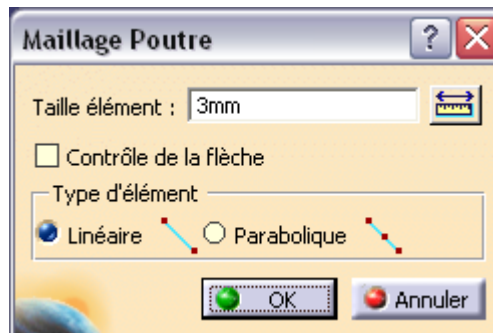 Maillage Poutre
Taille élément : 3mm
Contrôle de la flèche
Type d'élément
Linéaire Parabolique
OK Annuler